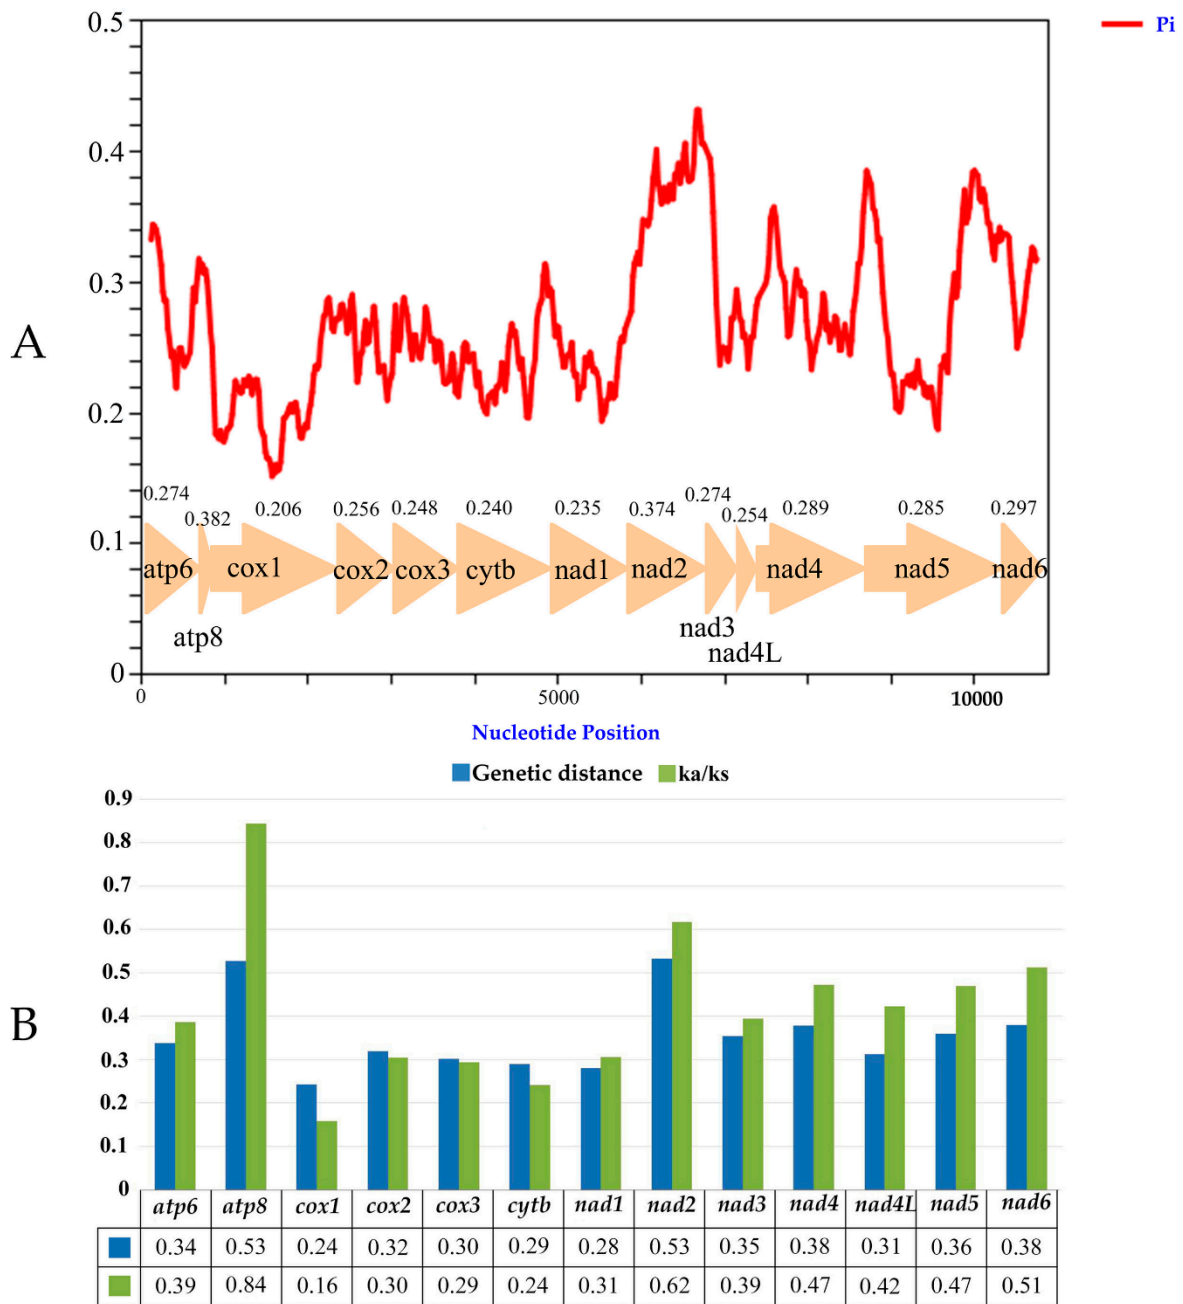 Pi
0.5
0.4
0.3
0.2
0.1
0
A
0.274 0.382 0.206 0.256 0.248 0.240 0.235 0.374 0.274 0.254 0.289 0.285 0.297
atp6 cox1 cox2 cox3 cytb nad1 nad2 nad4 nad5 nad6
atp8 nad3
nad4L
0 5000 10000
Nucleotide Position
Genetic distance ka/ks
0.9
0.8
0.7
0.6
0.5
0.4
0.3
0.2
0.1
0
B
atp6 atp8 cox1 cox2 cox3 cytb nad1 nad2 nad3 nad4 nad4L nad5 nad6
0.34 0.53 0.24 0.32 0.30 0.29 0.28 0.53 0.35 0.38 0.31 0.36 0.38
0.39 0.84 0.16 0.30 0.29 0.24 0.31 0.62 0.39 0.47 0.42 0.47 0.51